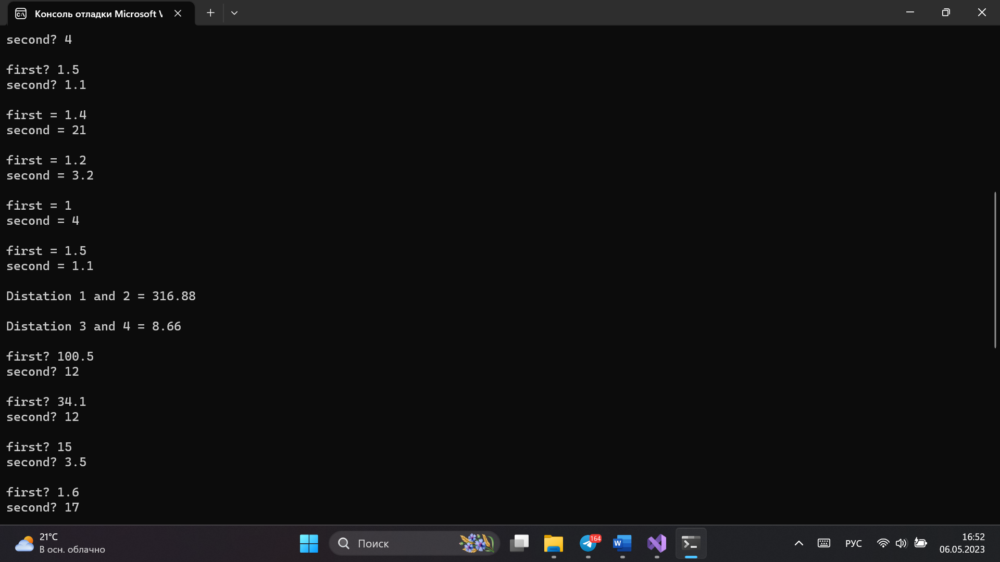 Консоль отладки Microsoft V
second? 4
first? 1.5
second? 1.1
first = 1.4
second = 21
first = 1.2
second = 3.2
first = 1
second = 4
first = 1.5
second = 1.1
Distation 1 and 2 = 316.88
Distation 3 and 4 = 8.66
first? 100.5
second? 12
first? 34.1
second? 12
first? 15
second? 3.5
first? 1.6
second? 17
21°C
В осн. облачно
Поиск
164
РУС
16:52
06.05.2023